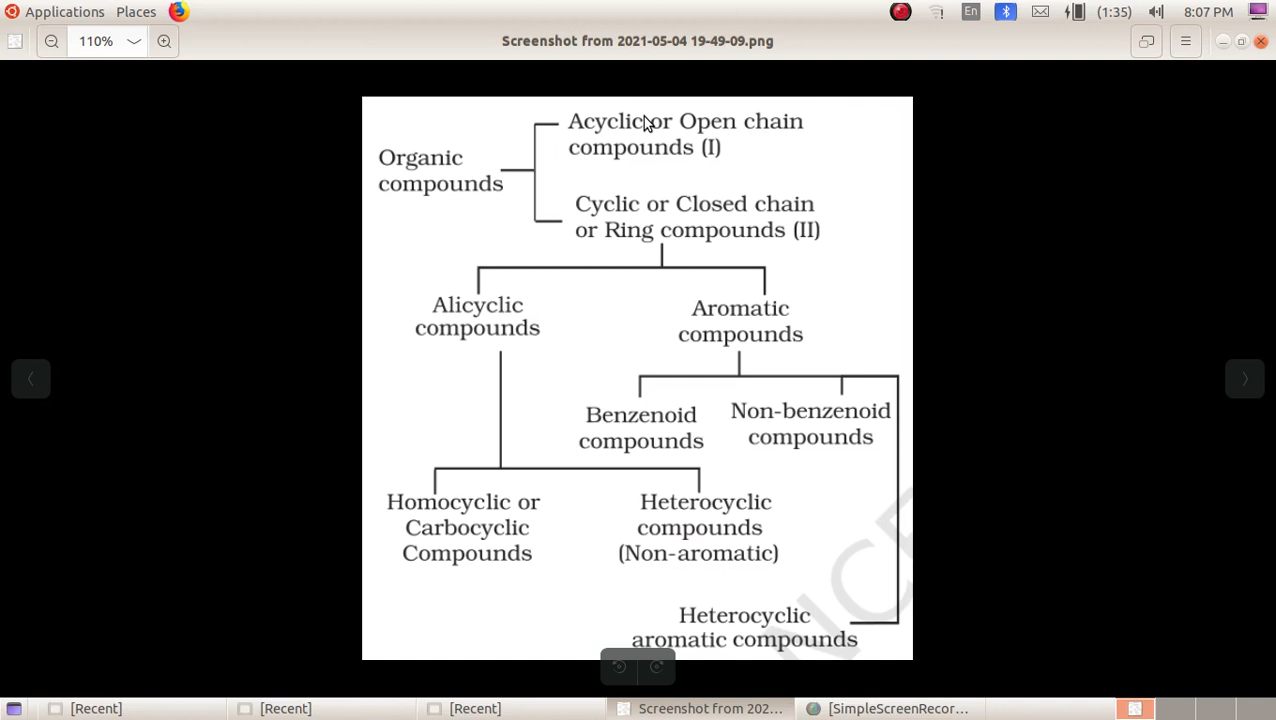 Applications Places En (1:35) 8:07 PM
110% Screenshot from 2021-05-04 19-49-09.png
Acyclic or Open chain
compounds (I)
Organic
compounds
Cyclic or Closed chain
or Ring compounds (II)
Alicyclic
compounds
Aromatic
compounds
Benzenoid
compounds
Non-benzenoid
compounds
Homocyclic or
Carbocyclic
Compounds
Heterocyclic
compounds
(Non-aromatic)
Heterocyclic
aromatic compounds
[Recent] [Recent] [Recent] Screenshot from 202... [SimpleScreenRecor...